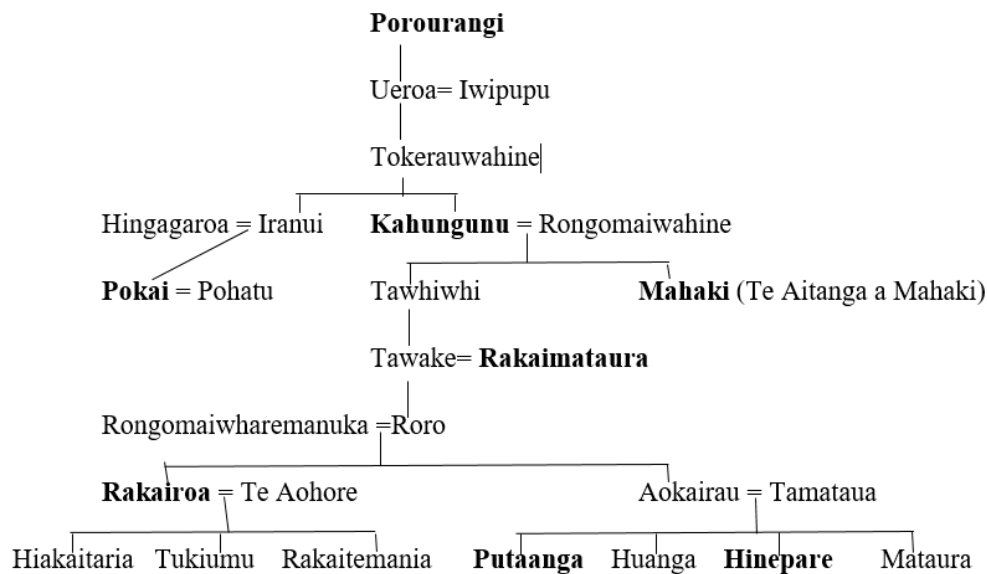 Porourangi
Ueroa= Iwipupu
Tokerauwahine
Hingagaroa = Iranui Kahungunu = Rongomaiwahine
Pokai = Pohatu Tawhiwhi Mahaki (Te Aitanga a Mahaki)
Tawake= Rakaimataura
Rongomaiwharemanuka =Roro
Rakairoa = Te Aohore Aokairau = Tamataua
Hiakaitaria Tukiumu Rakaitemania Putaanga Huanga Hinepare Mataura